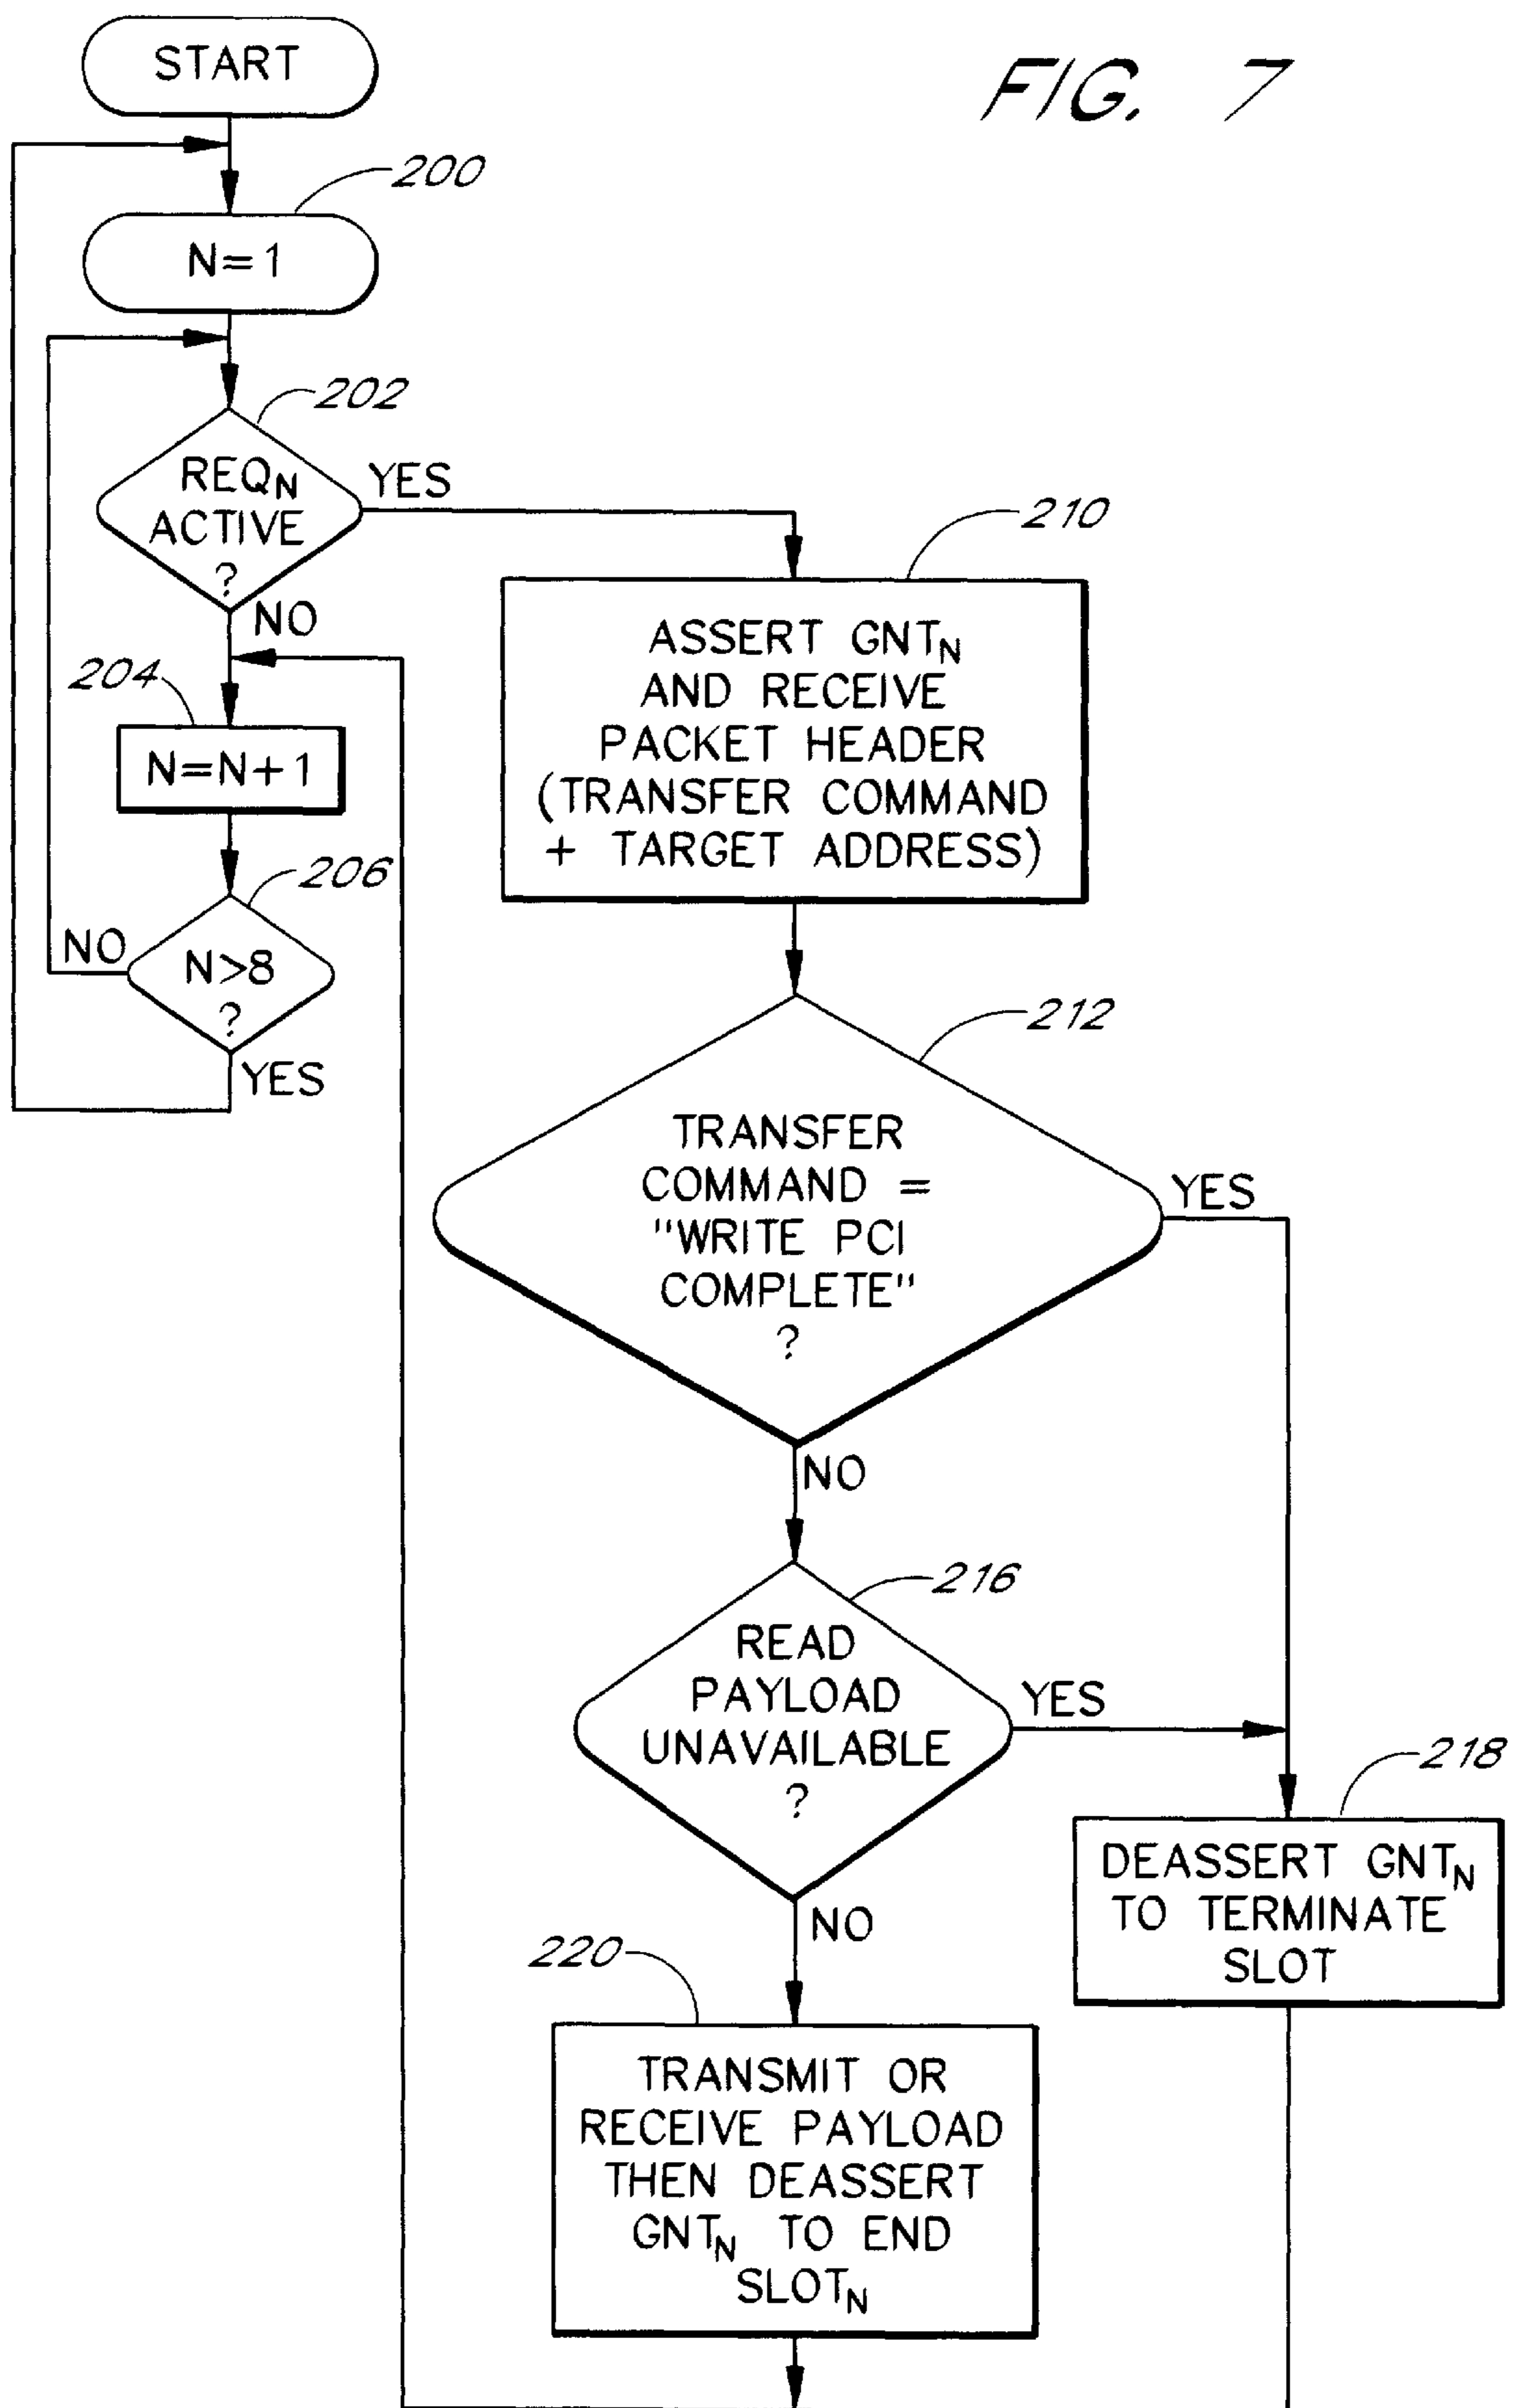 FIG. 7
START
200
N=1
202
REQN
ACTIVE
?
YES
NO
204
N=N+1
206
N>8
?
NO
YES
210
ASSERT GNTN
AND RECEIVE
PACKET HEADER
(TRANSFER COMMAND
+ TARGET ADDRESS)
212
TRANSFER
COMMAND =
"WRITE PCI
COMPLETE"
?
YES
NO
216
READ
PAYLOAD
UNAVAILABLE
?
YES
NO
218
DEASSERT GNTN
TO TERMINATE
SLOT
220
TRANSMIT OR
RECEIVE PAYLOAD
THEN DEASSERT
GNTN TO END
SLOTN